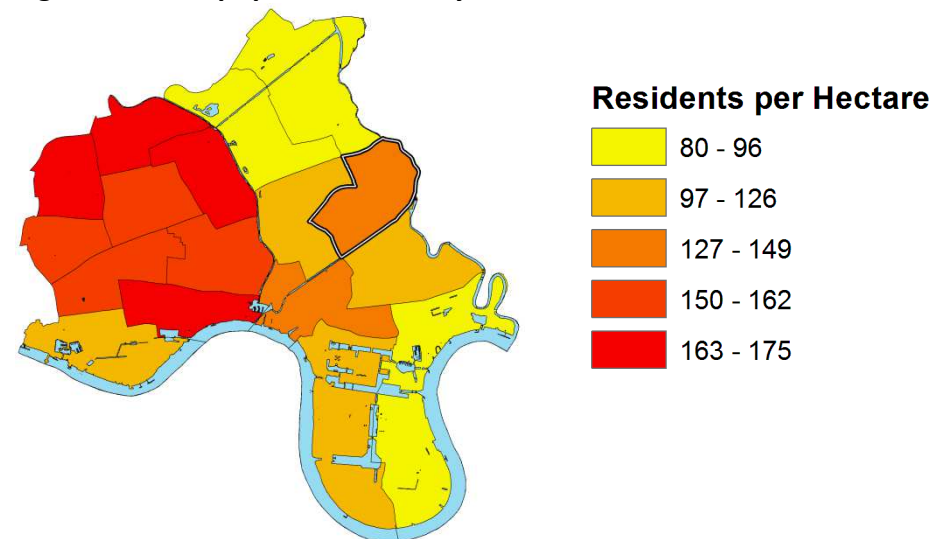 Residents per Hectare
80 - 96
97 - 126
127 - 149
150 - 162
163 - 175